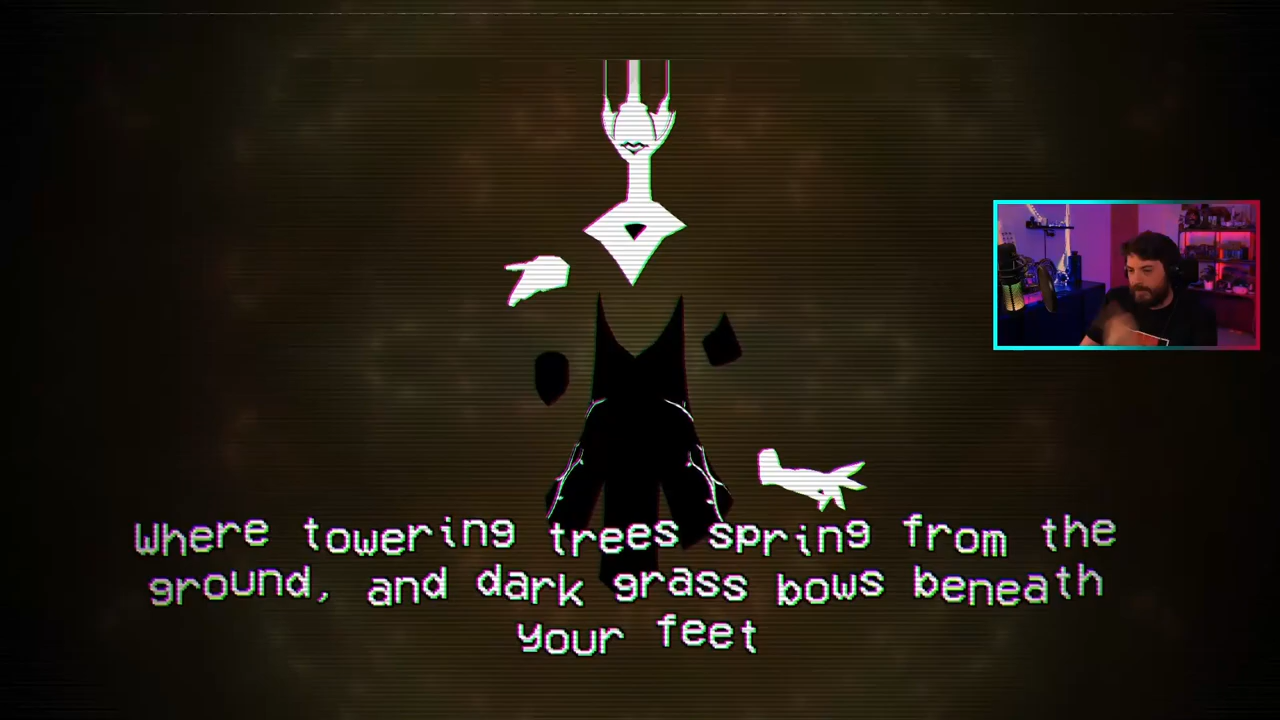 Where towering trees spring from the
ground, and dark grass bows beneath
your feet